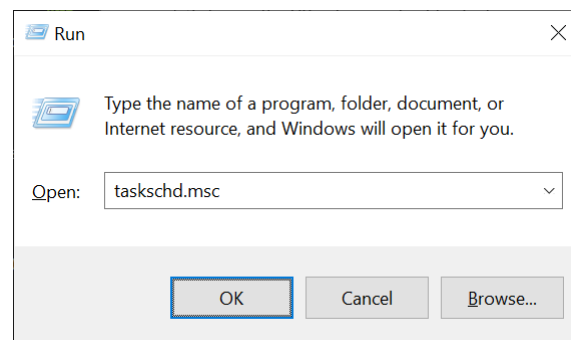 Run
Type the name of a program, folder, document, or
Internet resource, and Windows will open it for you.
Open: taskschd.msc
OK Cancel Browse...